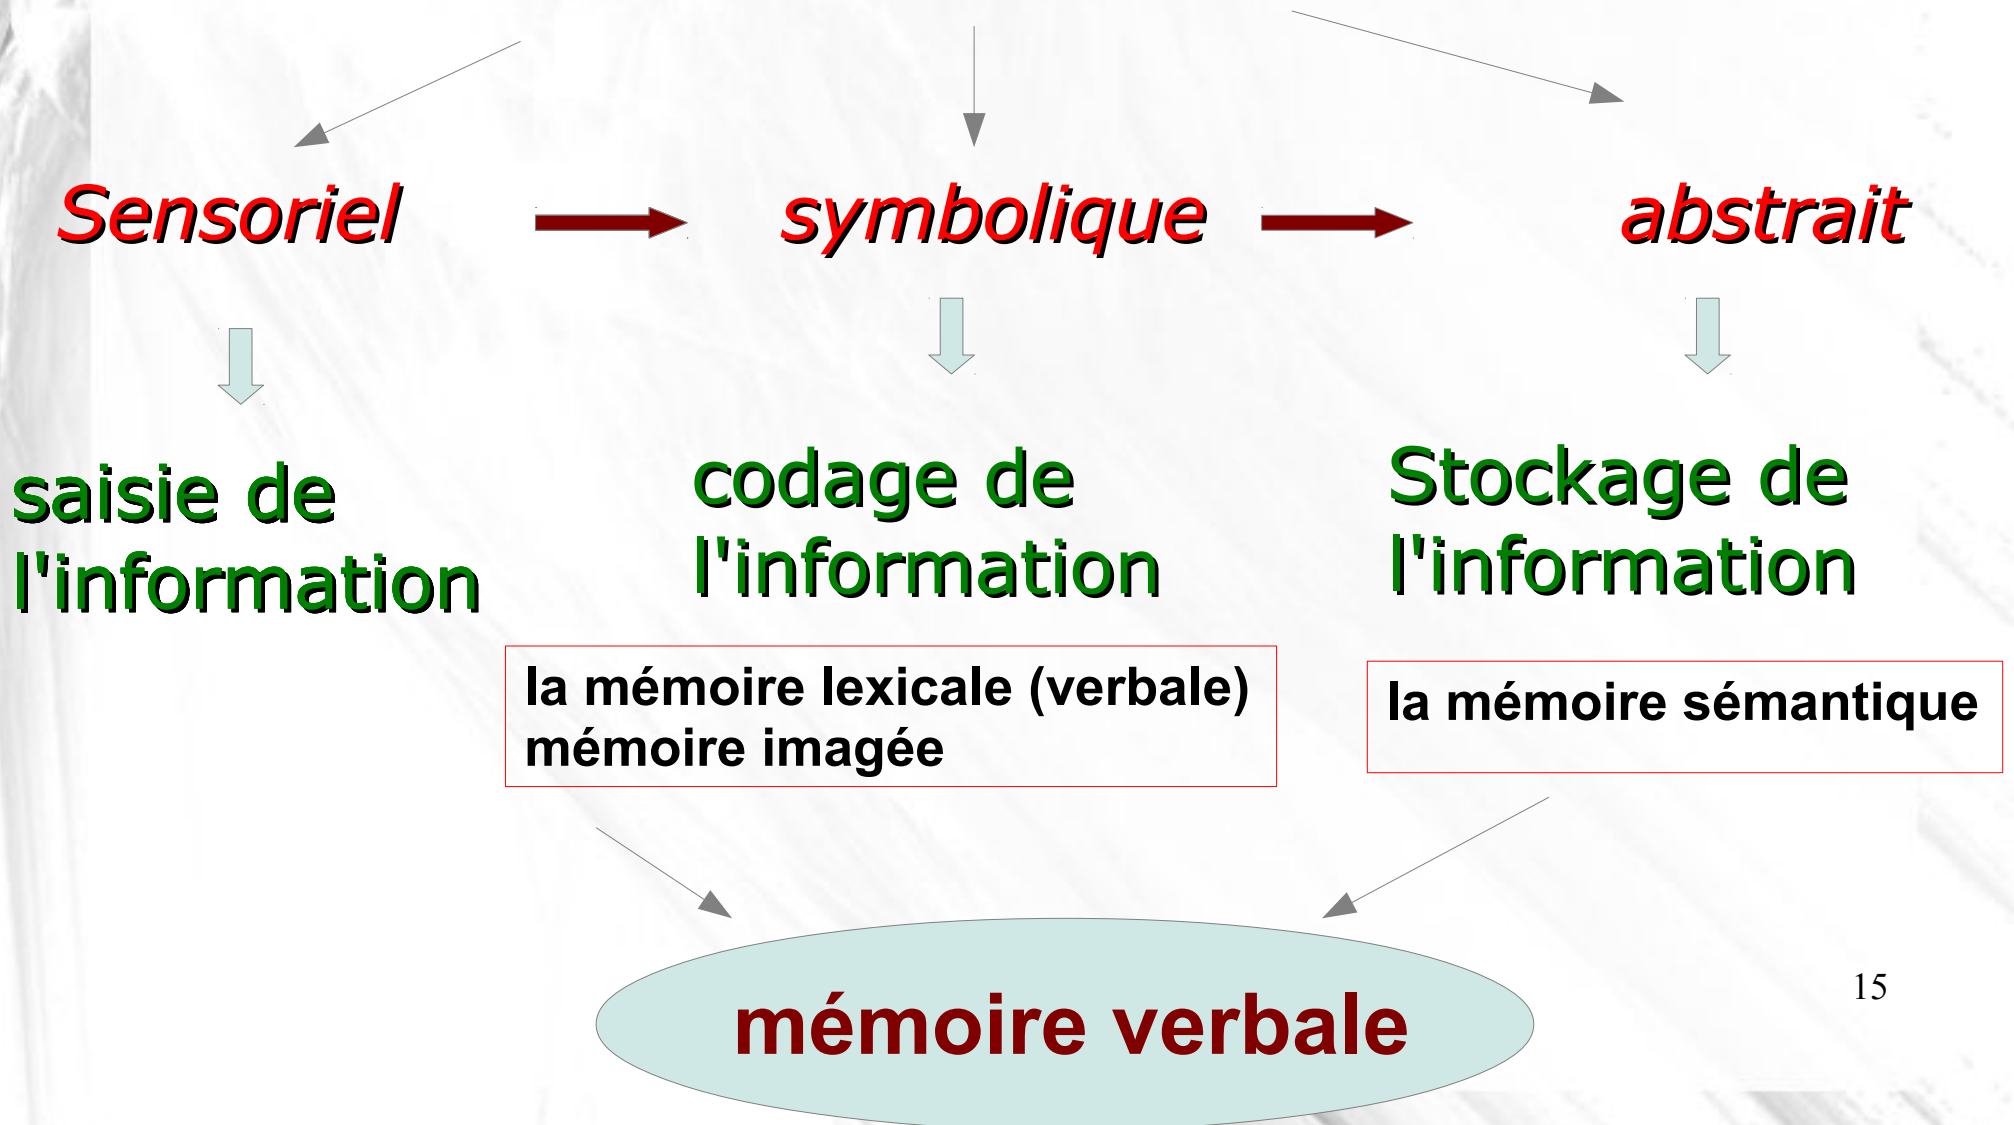 Sensoriel
symbolique
abstrait
saisie de
l'information
codage de
l'information
Stockage de
l'information
la mémoire lexicale (verbale)
mémoire imagée
la mémoire sémantique
mémoire verbale
15